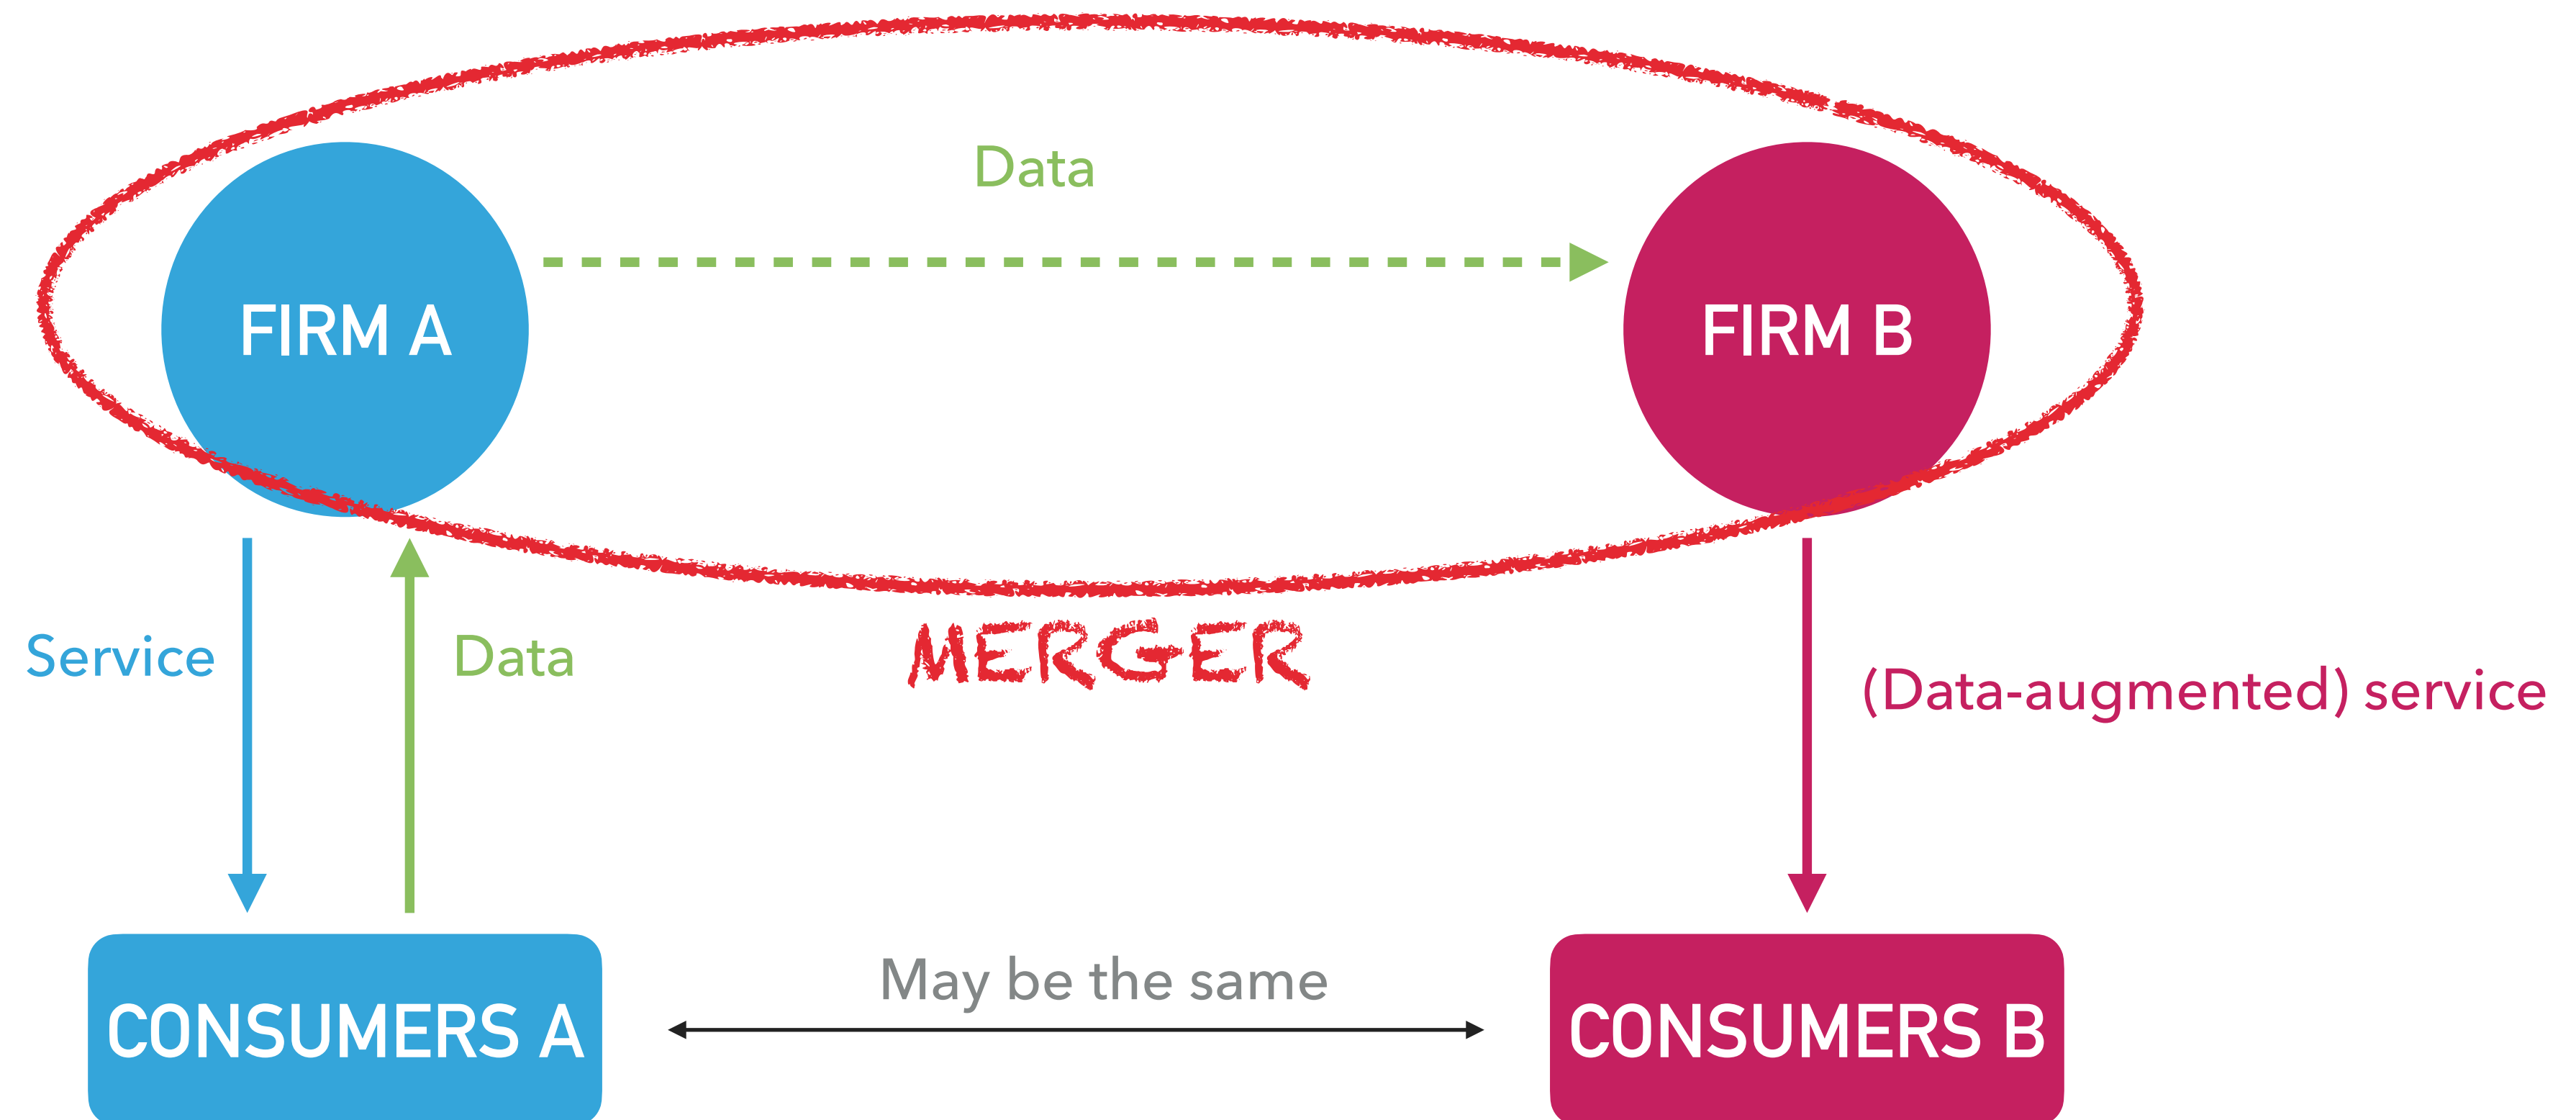 Data
FIRM A
FIRM B
Service
Data
MERGER
(Data-augmented) service
May be the same
CONSUMERS A
CONSUMERS B